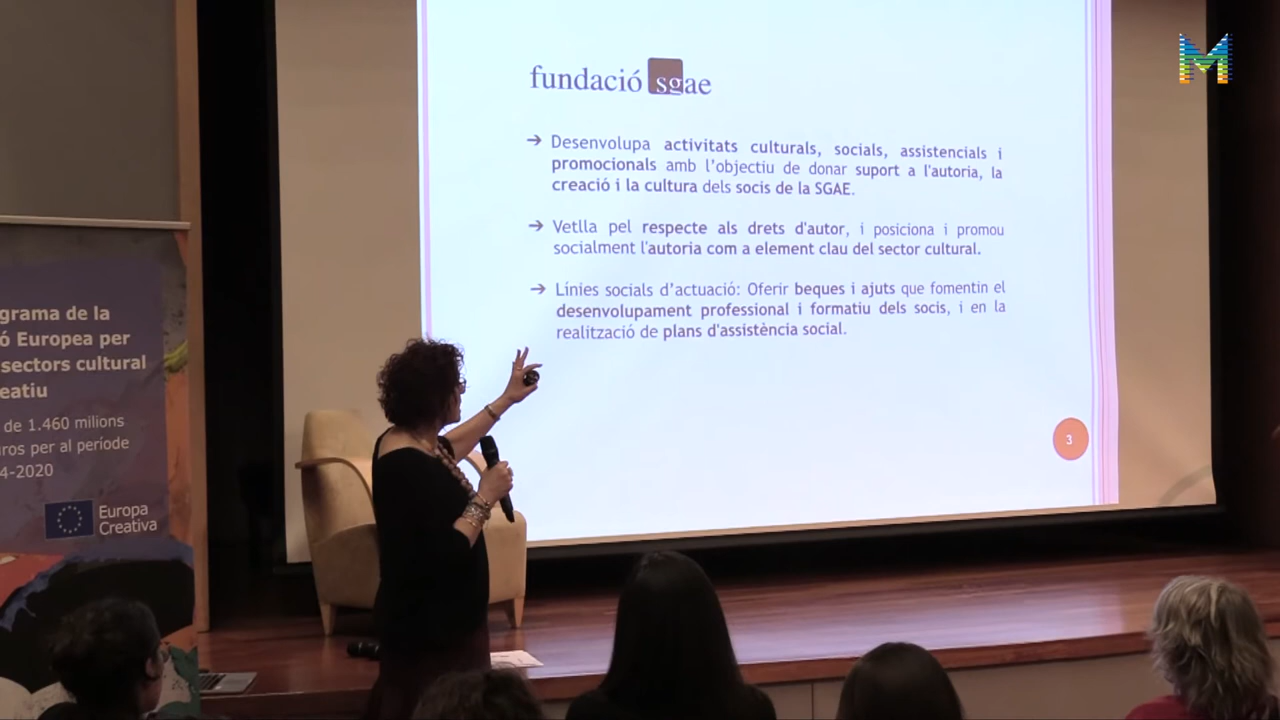 M
fundació sgae
➔ Desenvolupa activitats culturals, socials, assistencials i
promocionals amb l'objectiu de donar suport a l'autoria, la
creació i la cultura dels socis de la SGAE.
➔ Vetlla pel respecte als drets d'autor, i posiciona i promou
socialment l'autoria com a element clau del sector cultural.
➔ Línies socials d'actuació: Oferir beques i ajuts que fomentin el
desenvolupament professional i formatiu dels socis, i en la
realització de plans d'assistència social.
3
grama de la
ó Europea per
sectors cultural
eatiu
de 1.460 milions
uros per al període
4-2020
Europa
Creativa